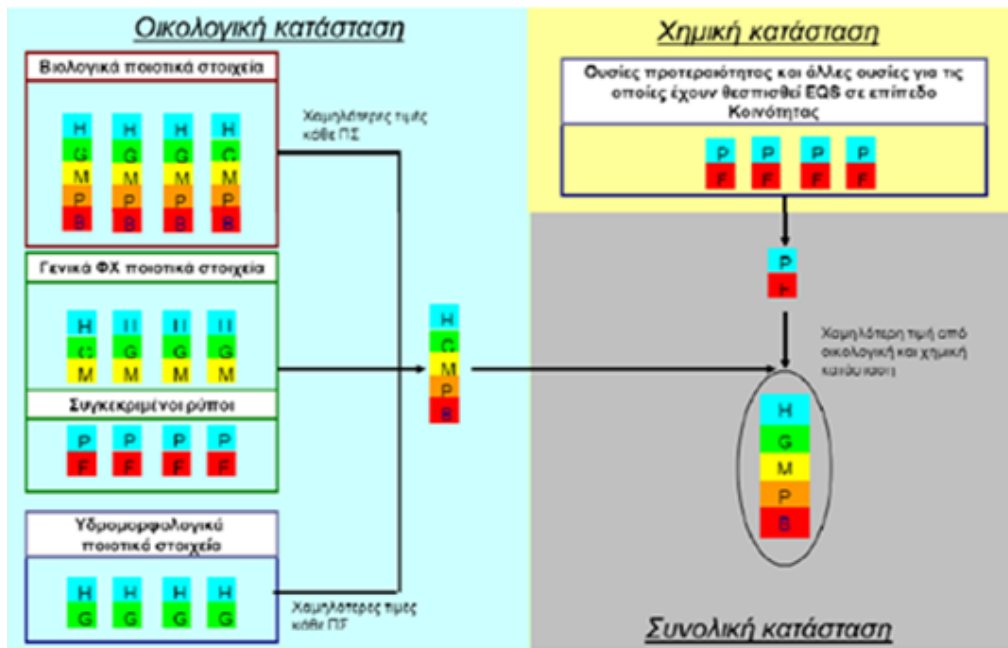 Οικολογική κατάσταση
Βιολογικά ποιοτικά στοιχεία
H H H H
G G G G
M M M M
P P P P
B B B B
Χαμηλότερες τιμές
κάθε ΠΣ
Γενικά ΦΧ ποιοτικά στοιχεία
H H H H
G G G G
M M M M
Συγκεκριμένοι ρύποι
P P P P
F F F F
Υδρομορφολογικά
ποιοτικά στοιχεία
H H H H
G G G G
Χαμηλότερες τιμές
κάθε ΠΣ
H
G
M
P
B
Χημική κατάσταση
Ουσίες προτεραιότητας και άλλες ουσίες για τις
οποίες έχουν θεσπισθεί EQS σε επίπεδο
Κοινότητας
P P P P
F F F F
P
F
Χαμηλότερη τιμή από
οικολογική και χημική
κατάσταση
H
G
M
P
B
Συνολική κατάσταση